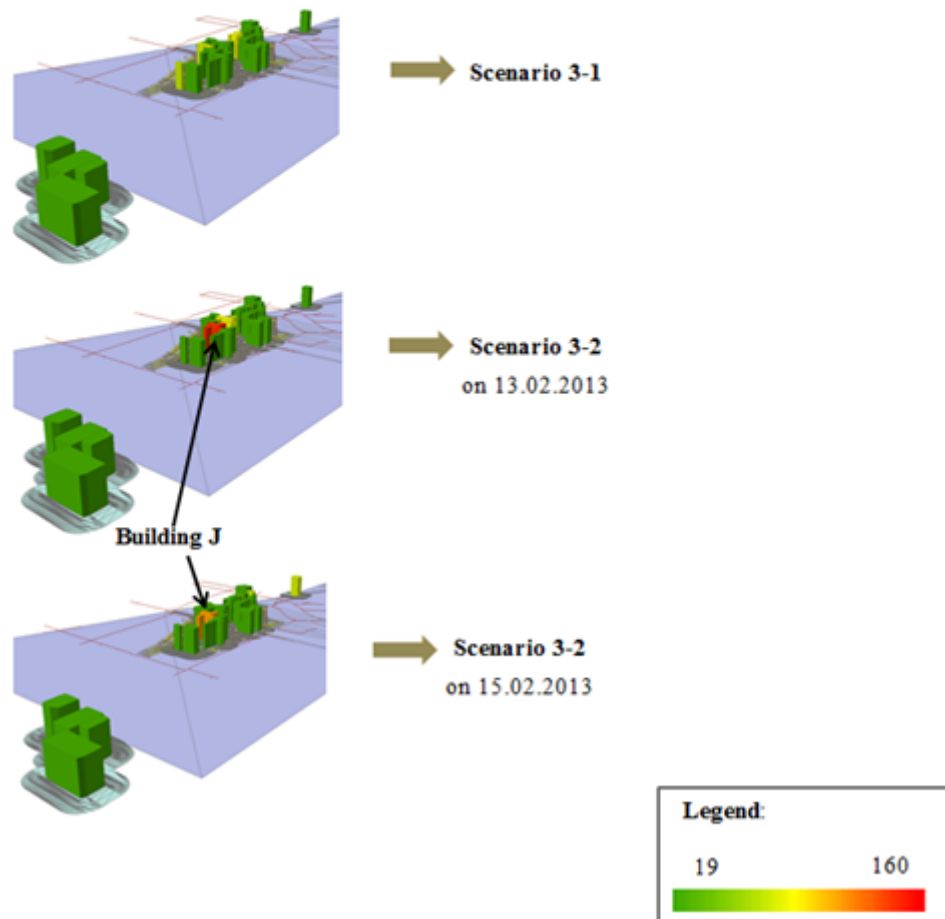 Scenario 3-1
Scenario 3-2
on 13.02.2013
Building J
Scenario 3-2
on 15.02.2013
Legend:
19 160